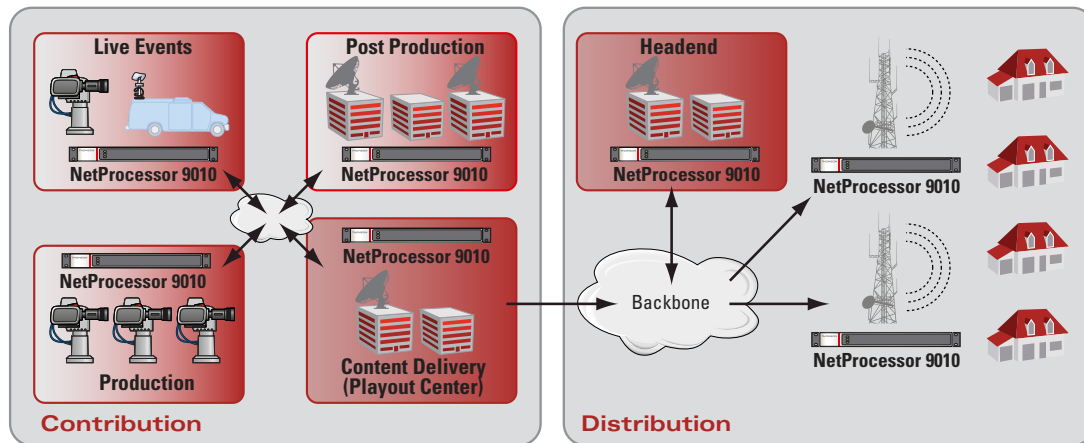 Live Events
NetProcessor 9010
Post Production
NetProcessor 9010
NetProcessor 9010
Production
NetProcessor 9010
Content Delivery
(Playout Center)
Contribution
Headend
NetProcessor 9010
Backbone
NetProcessor 9010
NetProcessor 9010
Distribution